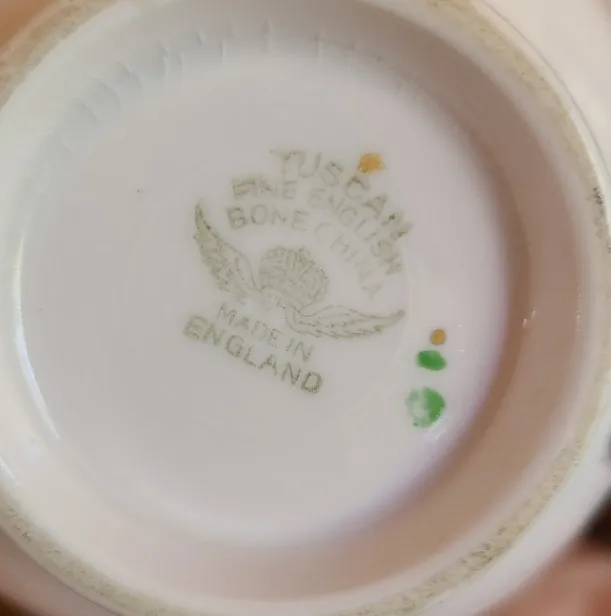 TUSCAN
FINE ENGLISH
BONE CHINA
MADE IN
ENGLAND